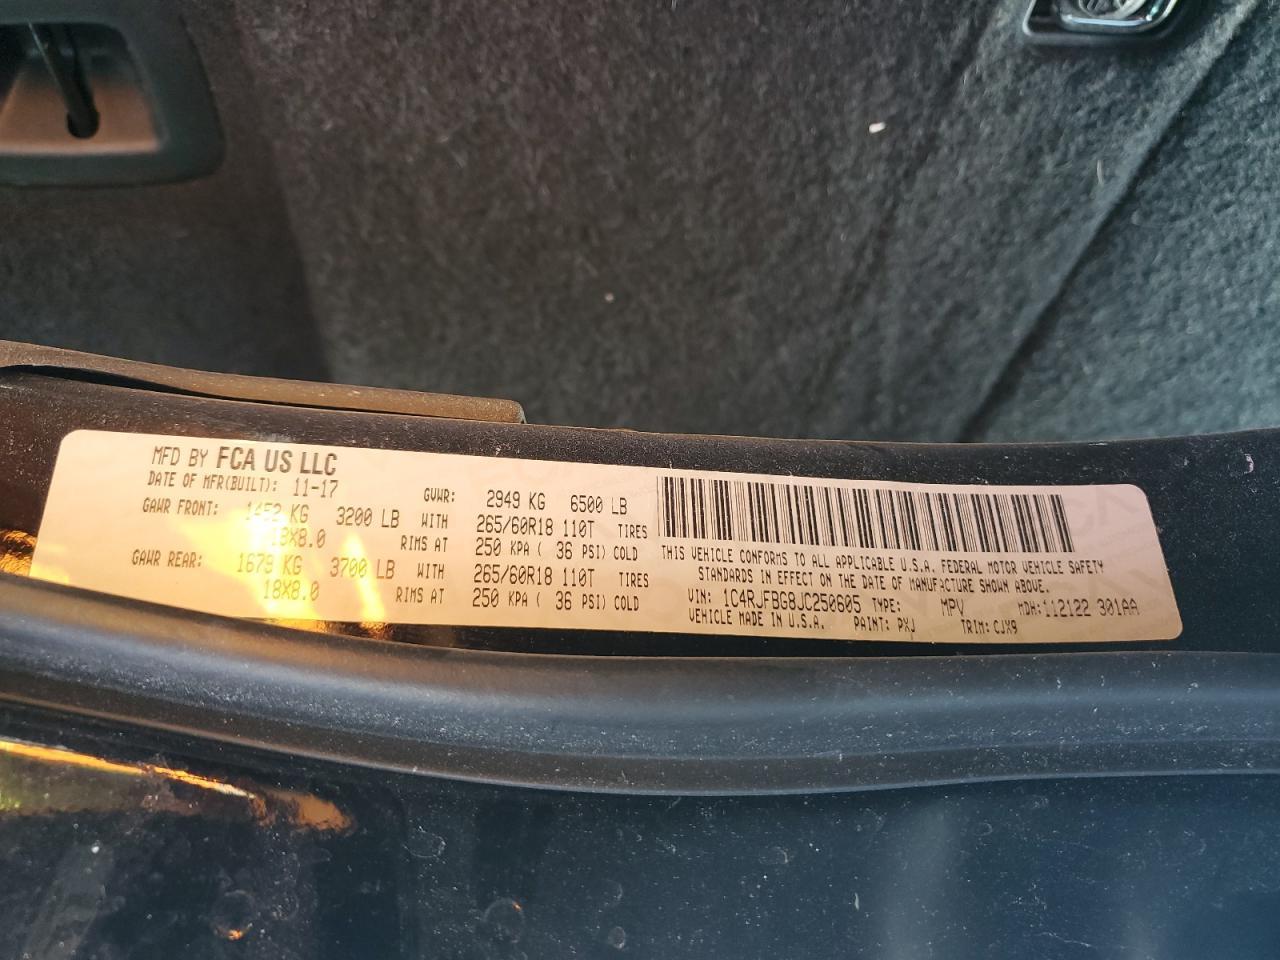 MFD BY FCA US LLC
DATE OF MFR(BUILT): 11-17 GVWR: 2949 KG 6500 LB
GAWR FRONT: 1452 KG 3200 LB WITH 265/60R18 110T TIRES
18X8.0 RIMS AT 250 KPA ( 36 PSI) COLD
GAWR REAR: 1679 KG 3700 LB WITH 265/60R18 110T TIRES
18X8.0 RIMS AT 250 KPA ( 36 PSI) COLD
THIS VEHICLE CONFORMS TO ALL APPLICABLE U.S.A. FEDERAL MOTOR VEHICLE SAFETY
STANDARDS IN EFFECT ON THE DATE OF MANUFACTURE SHOWN ABOVE.
VIN: 1C4RJFBG8JC250605 TYPE: MPV MDH: 112122 301AA
VEHICLE MADE IN U.S.A. PAINT: PXJ TRIM: CJX9